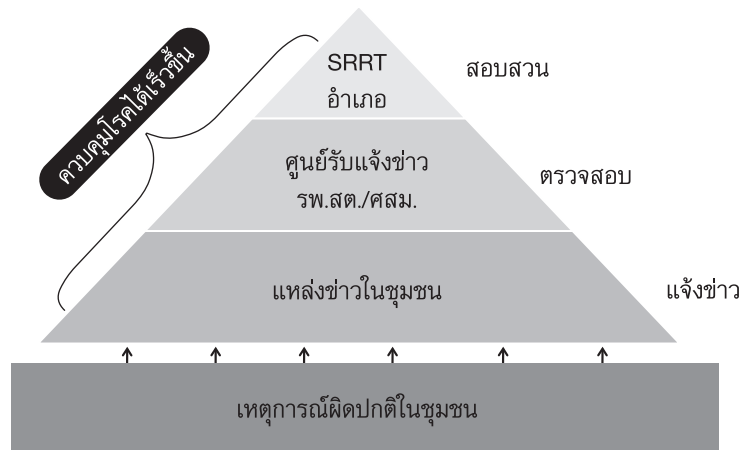 ควบคุมโรคได้เร็วขึ้น
SRRT
อำเภอ
สอบสวน
ศูนย์รับแจ้งข่าว
รพ.สต./ศสม.
ตรวจสอบ
แหล่งข่าวในชุมชน
แจ้งข่าว
เหตุการณ์ผิดปกติในชุมชน